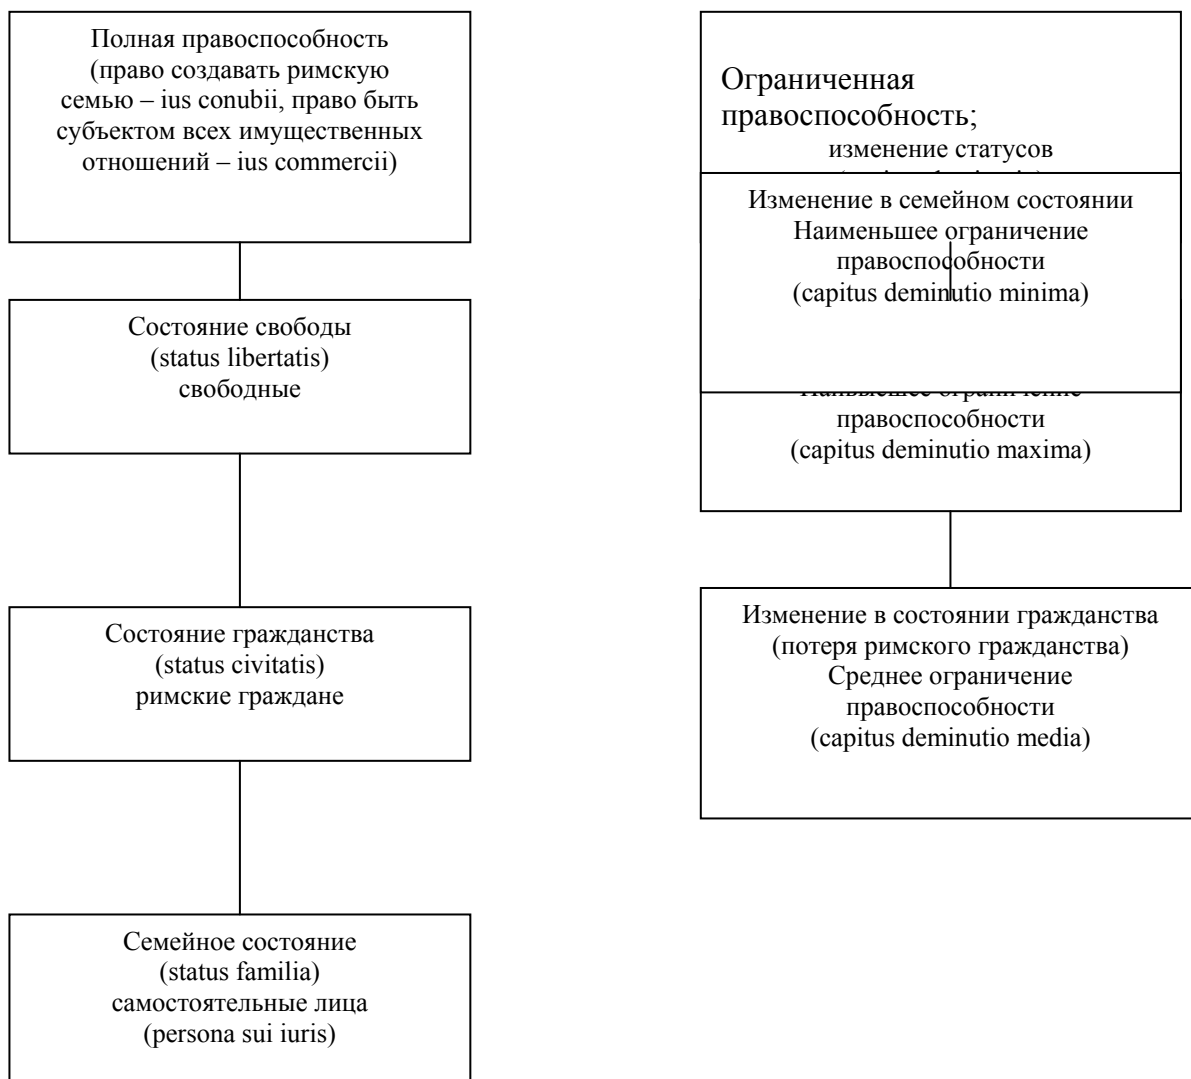 Полная правоспособность
(право создавать римскую
семью – ius conubii, право быть
субъектом всех имущественных
отношений – ius commercii)
Состояние свободы
(status libertatis)
свободные
Состояние гражданства
(status civitatis)
римские граждане
Семейное состояние
(status familia)
самостоятельные лица
(persona sui iuris)
Ограниченная
правоспособность;
изменение статусов
Изменение в семейном состоянии
Наименьшее ограничение
правоспособности
(capitus deminutio minima)
правоспособности
(capitus deminutio maxima)
Изменение в состоянии гражданства
(потеря римского гражданства)
Среднее ограничение
правоспособности
(capitus deminutio media)